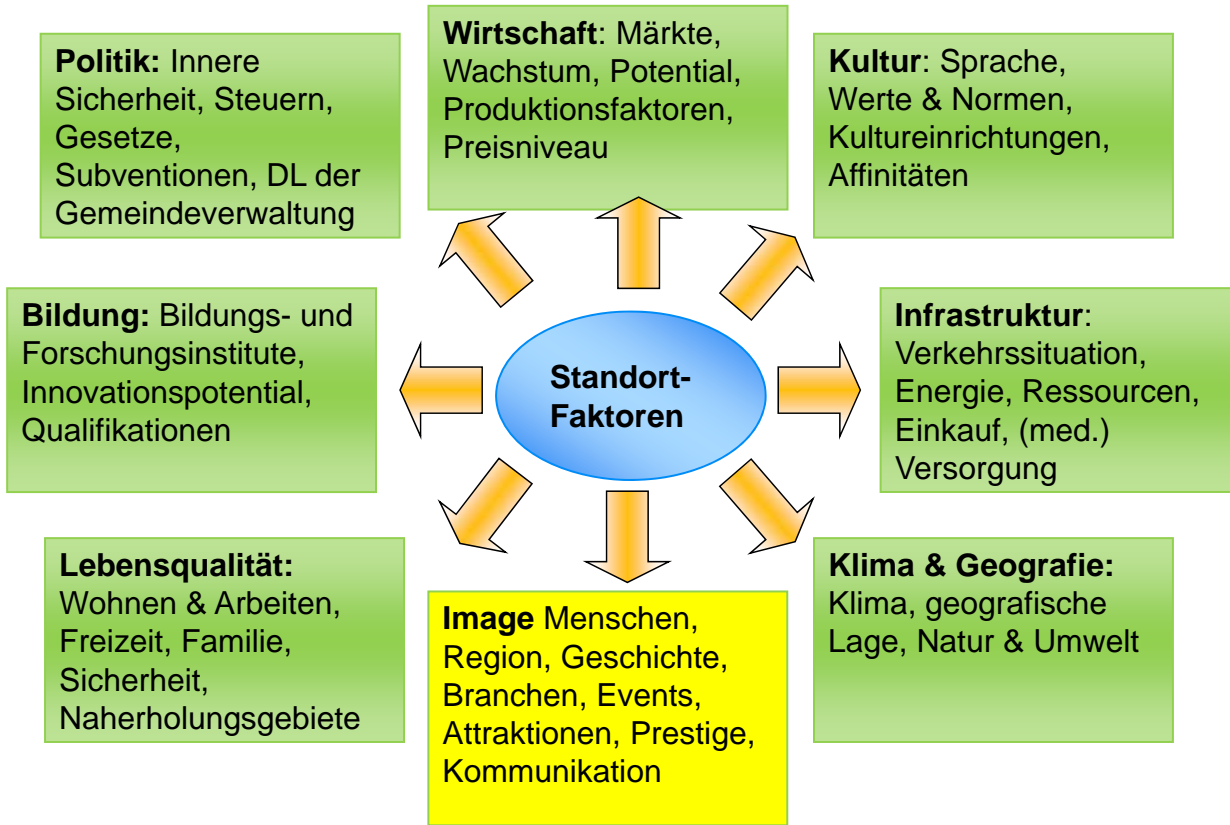 Politik: Innere
Sicherheit, Steuern,
Gesetze,
Subventionen, DL der
Gemeindeverwaltung
Wirtschaft: Märkte,
Wachstum, Potential,
Produktionsfaktoren,
Preisniveau
Kultur: Sprache,
Werte & Normen,
Kultureinrichtungen,
Affinitäten
Bildung: Bildungs- und
Forschungsinstitute,
Innovationspotential,
Qualifikationen
Standort-
Faktoren
Infrastruktur:
Verkehrssituation,
Energie, Ressourcen,
Einkauf, (med.)
Versorgung
Lebensqualität:
Wohnen & Arbeiten,
Freizeit, Familie,
Sicherheit,
Naherholungsgebiete
Image Menschen,
Region, Geschichte,
Branchen, Events,
Attraktionen, Prestige,
Kommunikation
Klima & Geografie:
Klima, geografische
Lage, Natur & Umwelt